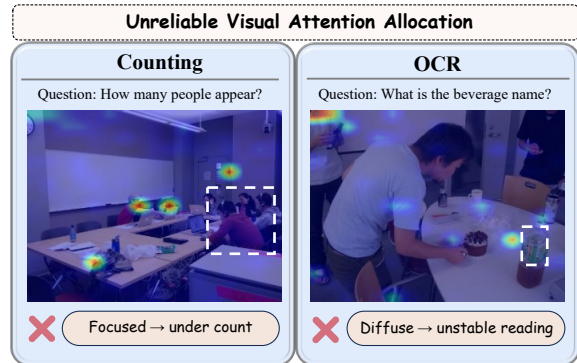 Unreliable Visual Attention Allocation
Counting
Question: How many people appear?
Focused → under count
OCR
Question: What is the beverage name?
Diffuse → unstable reading